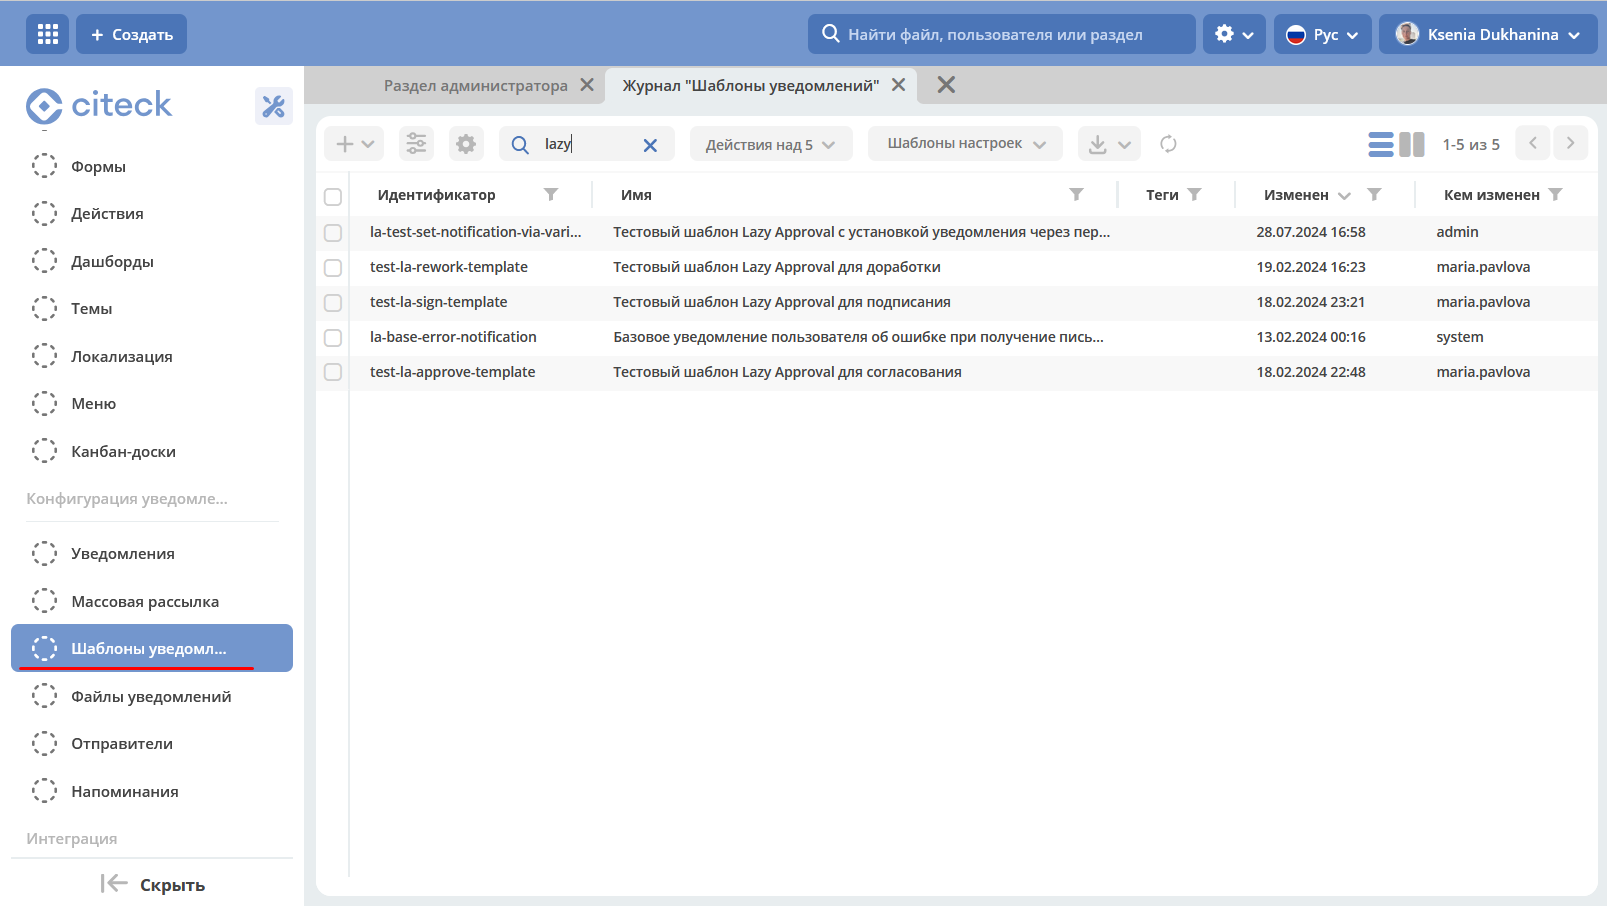 + Создать
Найти файл, пользователя или раздел
Рус
Ksenia Dukhanina
citeck
Формы
Действия
Дашборды
Темы
Локализация
Меню
Канбан-доски
Конфигурация уведомле...
Уведомления
Массовая рассылка
Шаблоны уведомл...
Файлы уведомлений
Отправители
Напоминания
Интеграция
Скрыть
Раздел администратора
Журнал "Шаблоны уведомлений"
lazy
Действия над 5
Шаблоны настроек
1-5 из 5
Идентификатор Имя Теги Изменен Кем изменен
la-test-set-notification-via-vari... Тестовый шаблон Lazy Approval с установкой уведомления через пер... 28.07.2024 16:58 admin
test-la-rework-template Тестовый шаблон Lazy Approval для доработки 19.02.2024 16:23 maria.pavlova
test-la-sign-template Тестовый шаблон Lazy Approval для подписания 18.02.2024 23:21 maria.pavlova
la-base-error-notification Базовое уведомление пользователя об ошибке при получение пись... 13.02.2024 00:16 system
test-la-approve-template Тестовый шаблон Lazy Approval для согласования 18.02.2024 22:48 maria.pavlova